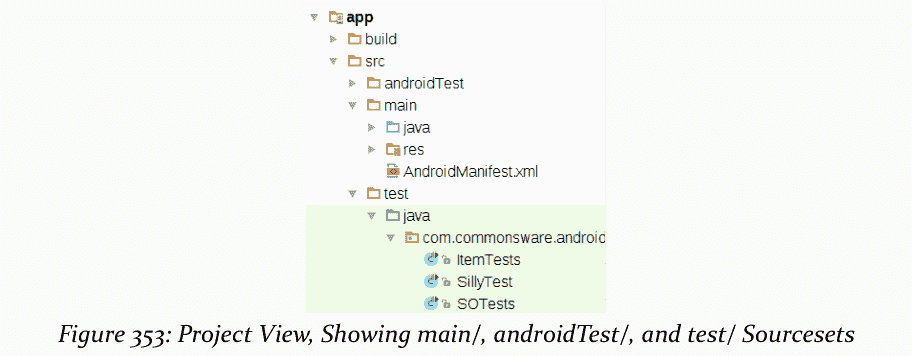 app
build
src
androidTest
main
java
res
AndroidManifest.xml
test
java
com.commonsware.android
ItemTests
SillyTest
SOTests
Figure 353: Project View, Showing main/, androidTest/, and test/ Sourcesets